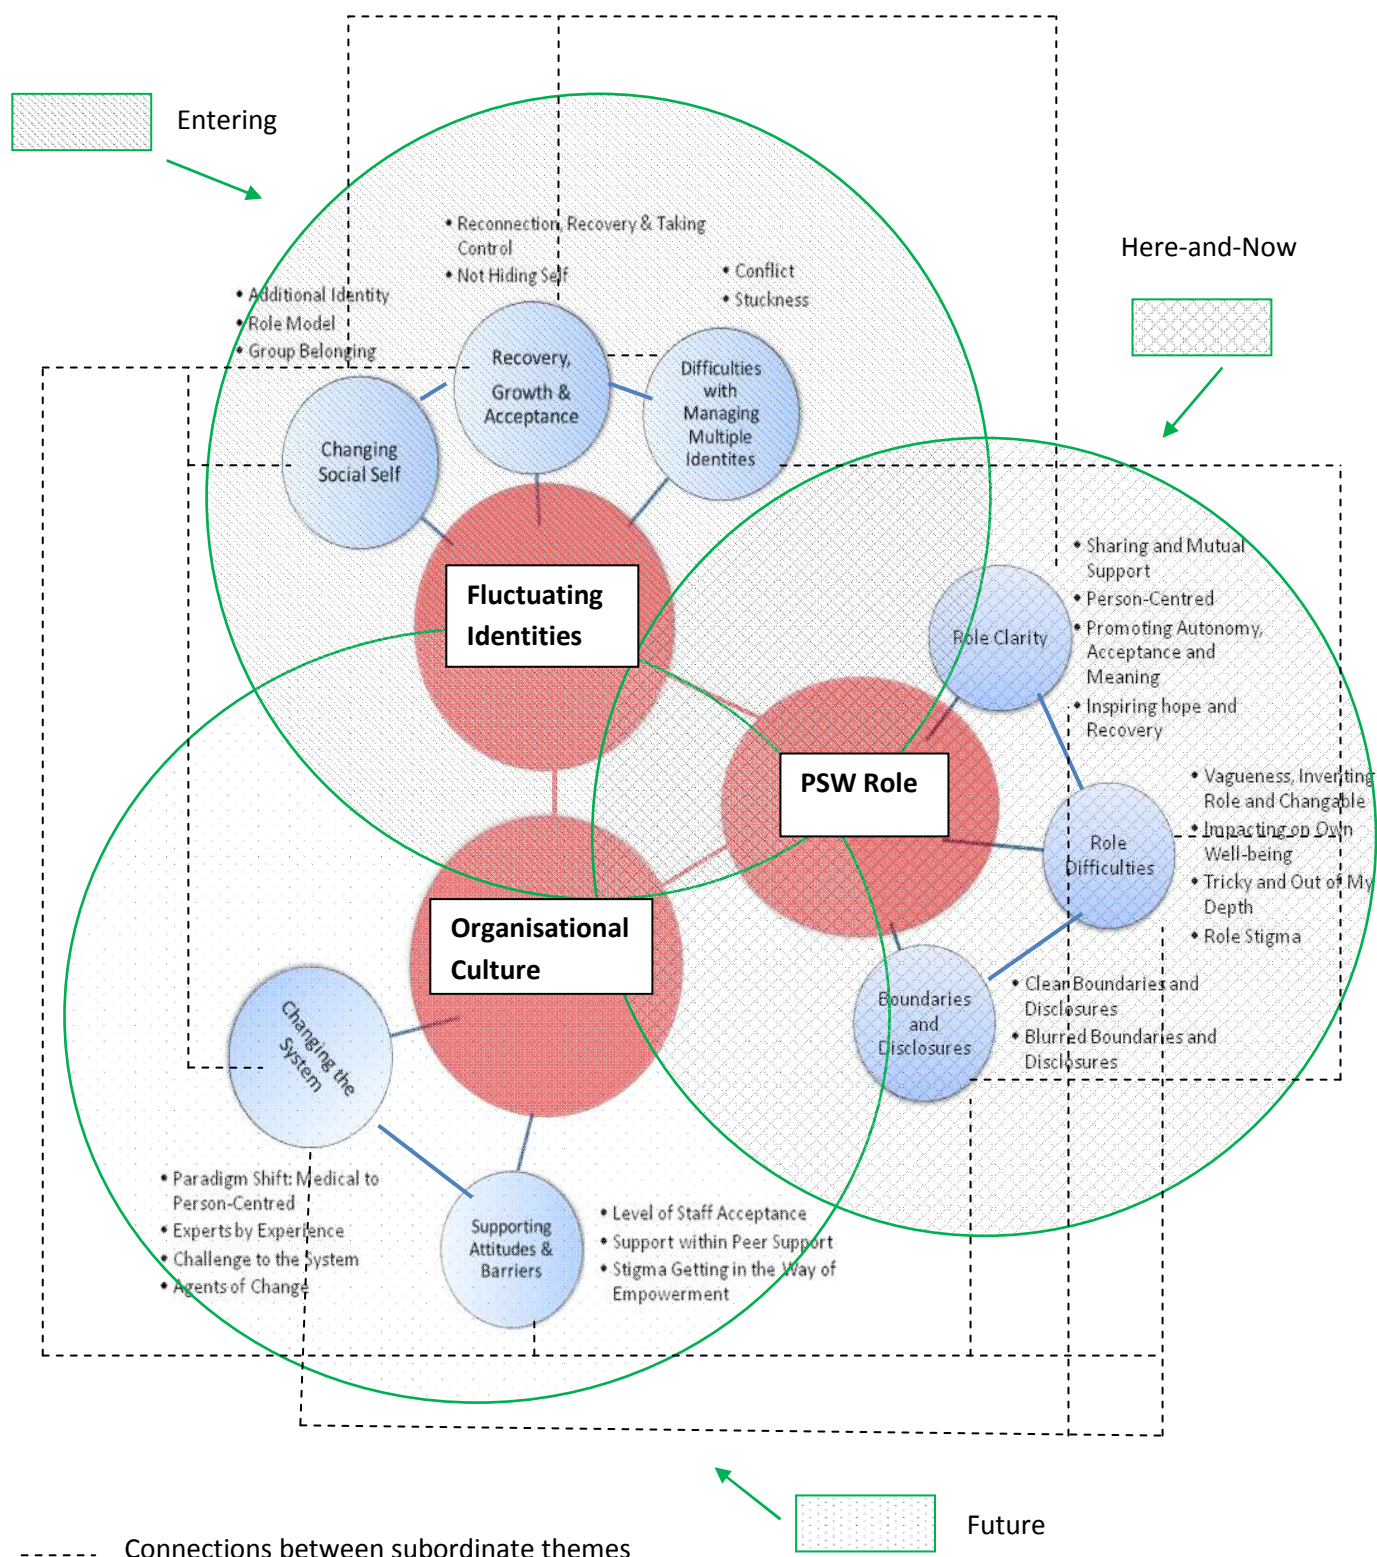 Entering
• Reconnection, Recovery & Taking
Control
• Not Hiding Self
Here-and-Now
• Conflict
• Stuckness
• Additional Identity
• Role Model
• Group Belonging
Recovery,
Growth &
Acceptance
Difficulties
with
Managing
Multiple
Identites
Changing
Social Self
• Sharing and Mutual
Support
• Person-Centred
• Promoting Autonomy,
Acceptance and
Meaning
• Inspiring hope and
Recovery
Fluctuating
Identities
Role Clarity
PSW Role
• Vagueness, Inventing
Role and Changable
• Impacting on Own
Well-being
• Tricky and Out of My
Depth
• Role Stigma
Role
Difficulties
Organisational
Culture
Boundaries
and
Disclosures
• Clear Boundaries and
Disclosures
• Blurred Boundaries and
Disclosures
Changing the
System
• Paradigm Shift: Medical to
Person-Centred
• Experts by Experience
• Challenge to the System
• Agents of Change
Supporting
Attitudes &
Barriers
• Level of Staff Acceptance
• Support within Peer Support
• Stigma Getting in the Way of
Empowerment
Future
Connections between subordinate themes